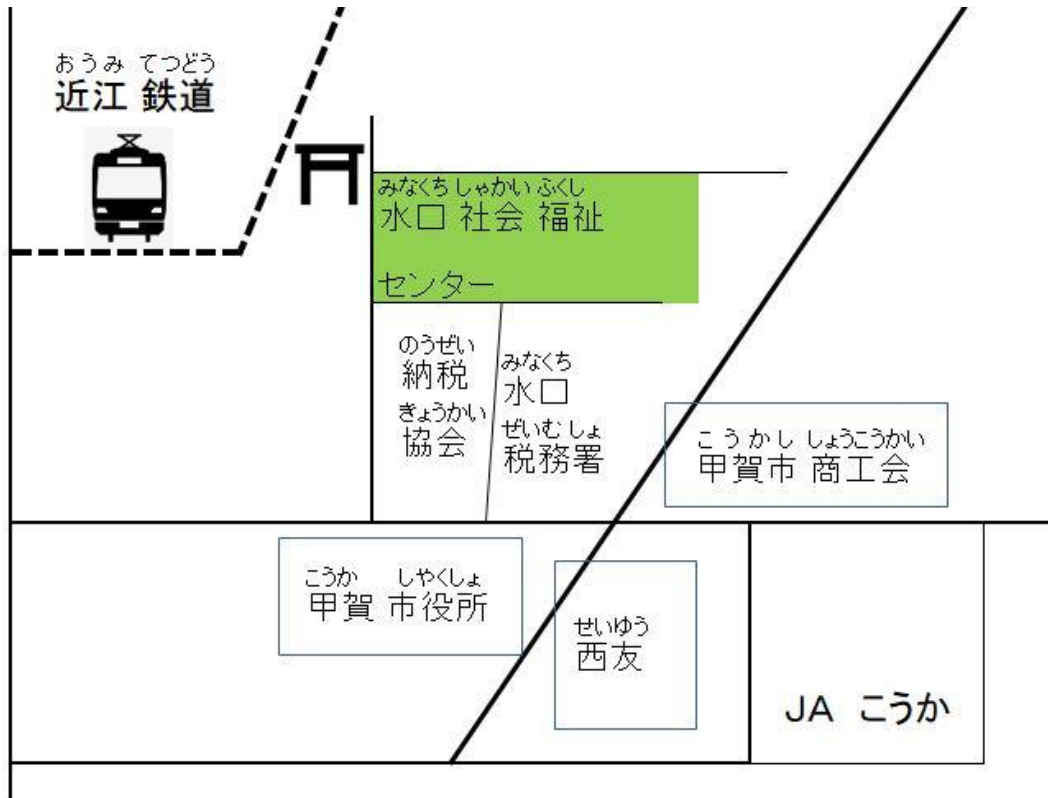 おうみ てつどう
近江 鉄道
みなくち しゃかい ふくし
水口 社会 福祉
センター
のうぜい
納税
きょうかい
協会
みなくち
水口
ぜいむしょ
税務署
こうかし しょうこうかい
甲賀市 商工会
こうか しやくしょ
甲賀 市役所
せいゆう
西友
JA こうか